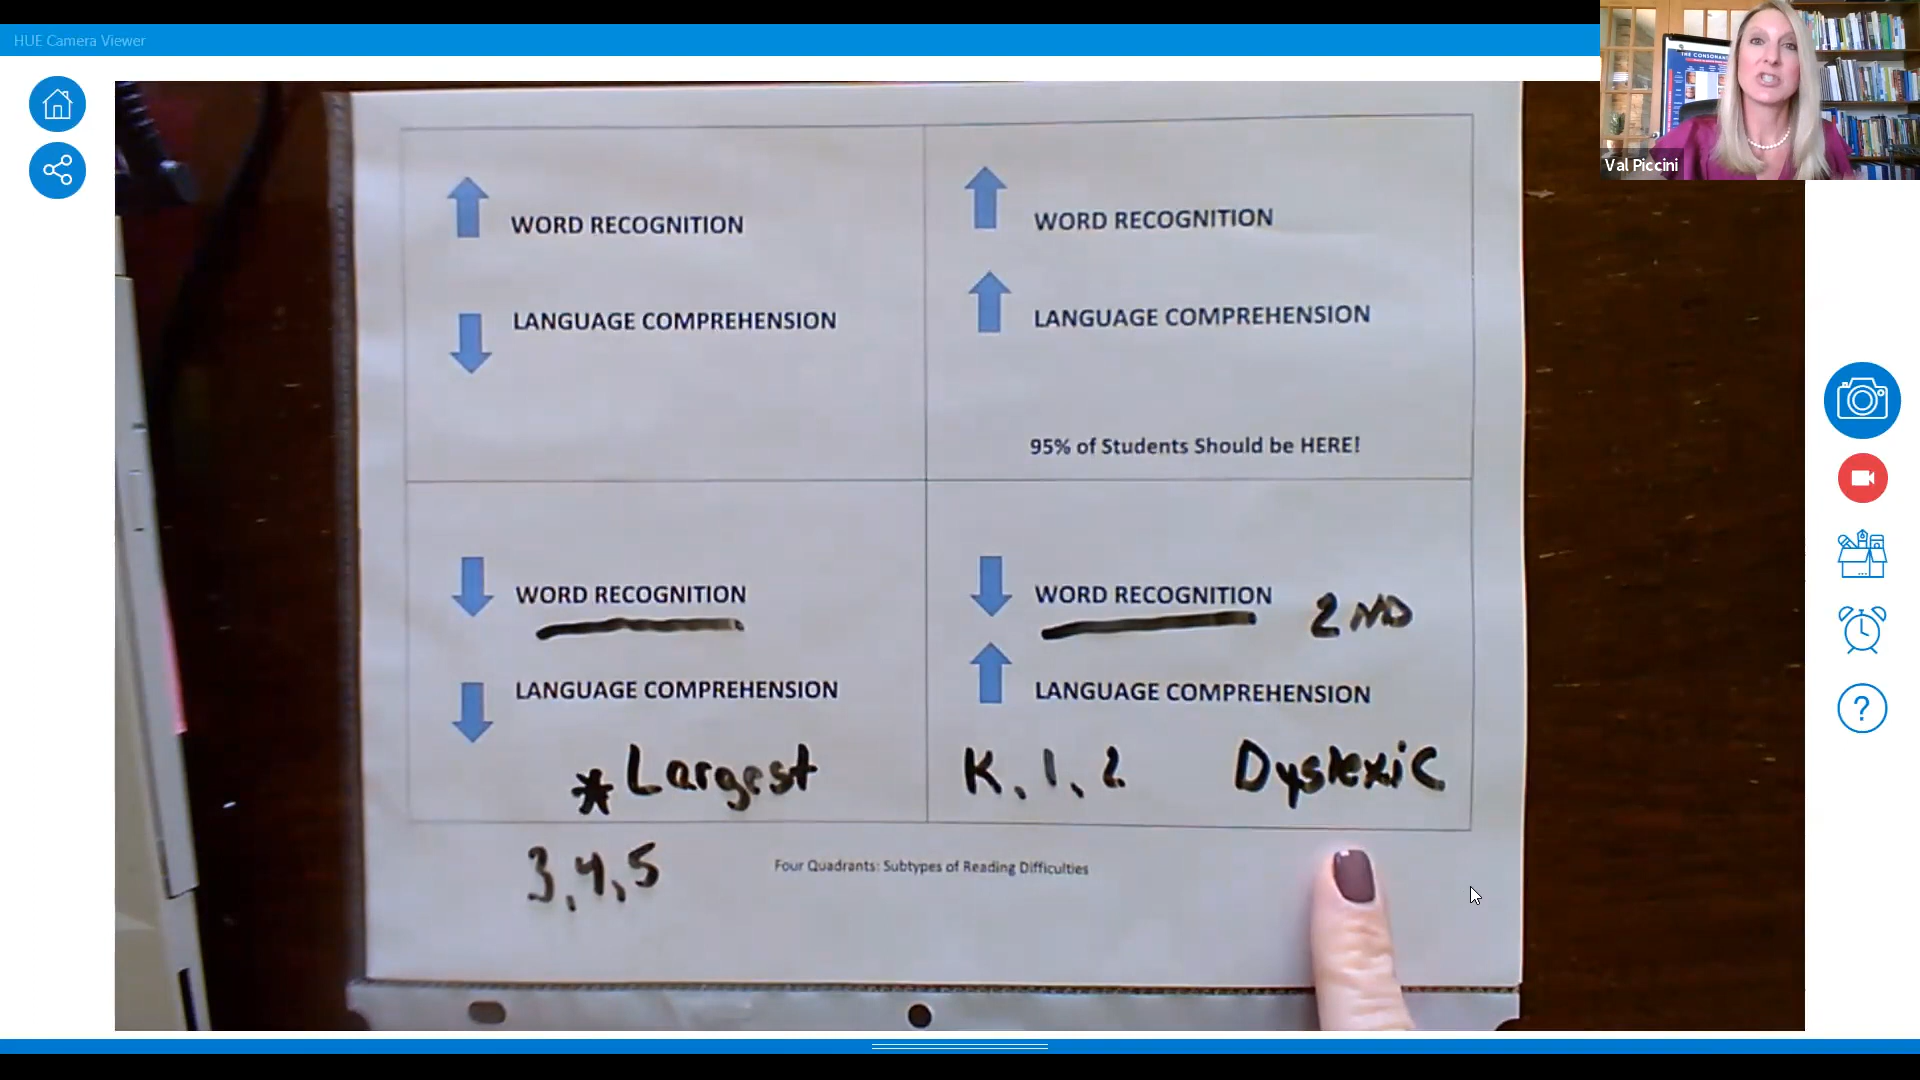 HUE Camera Viewer
THE CONSONANT
Val Piccini
WORD RECOGNITION
LANGUAGE COMPREHENSION
WORD RECOGNITION
LANGUAGE COMPREHENSION
95% of Students Should be HERE!
WORD RECOGNITION
LANGUAGE COMPREHENSION
*Largest
3,4,5
WORD RECOGNITION 2ND
LANGUAGE COMPREHENSION
K,1,2 Dyslexic
Four Quadrants: Subtypes of Reading Difficulties
?